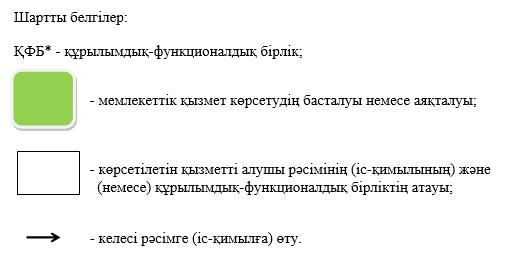 Шартты белгілер:
ҚФБ* - құрылымдық-функционалдық бірлік;
- мемлекеттік қызмет көрсетудің басталуы немесе аяқталуы;
- көрсетілетін қызметті алушы рәсімінің (іс-қимылының) және
(немесе) құрылымдық-функционалдық бірліктің атауы;
- келесі рәсімге (іс-қимылға) өту.